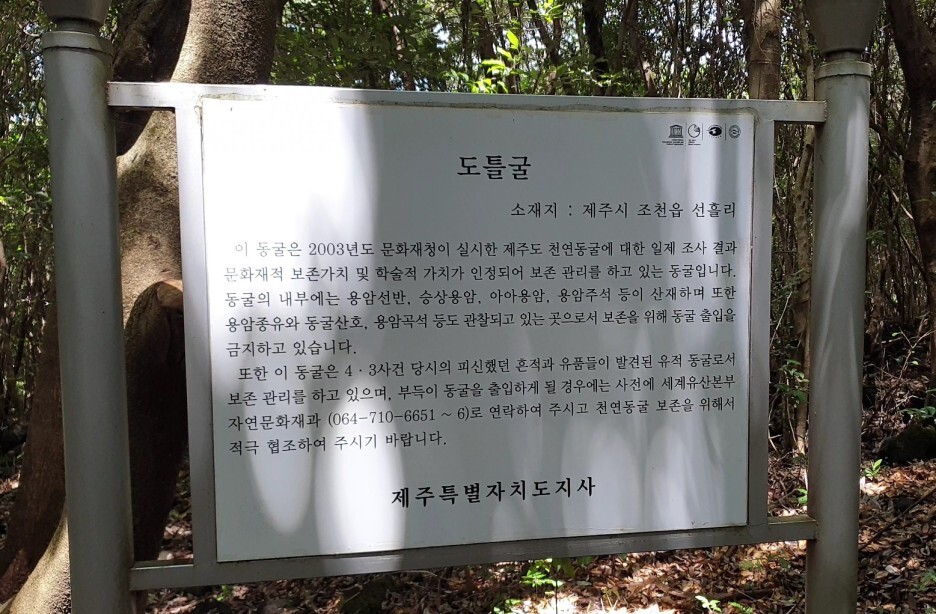 도틀굴
소재지 : 제주시 조천읍 선흘리
이 동굴은 2003년도 문화재청이 실시한 제주도 천연동굴에 대한 일제 조사 결과
문화재적 보존가치 및 학술적 가치가 인정되어 보존 관리를 하고 있는 동굴입니다.
동굴의 내부에는 용암선반, 승상용암, 아아용암, 용암주석 등이 산재하며 또한
용암종유와 동굴산호, 용암곡석 등도 관찰되고 있는 곳으로서 보존을 위해 동굴 출입을
금지하고 있습니다.
또한 이 동굴은 4 · 3사건 당시의 피신했던 흔적과 유품들이 발견된 유적 동굴로서
보존 관리를 하고 있으며, 부득이 동굴을 출입하게 될 경우에는 사전에 세계유산본부
자연문화재과 (064-710-6651 ~ 6)로 연락하여 주시고 천연동굴 보존을 위해서
적극 협조하여 주시기 바랍니다.
제주특별자치도지사